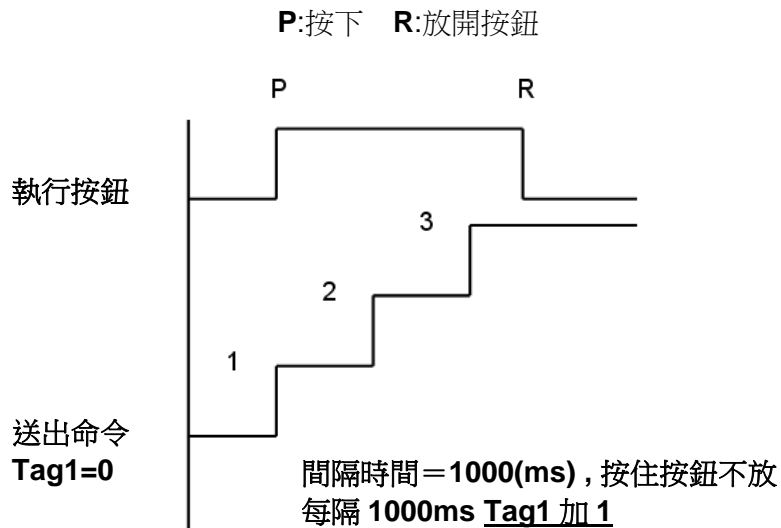 P:按下 R:放開按鈕
P R
執行按鈕
3
2
1
送出命令
Tag1=0
間隔時間＝1000(ms) , 按住按鈕不放
每隔 1000ms Tag1 加 1